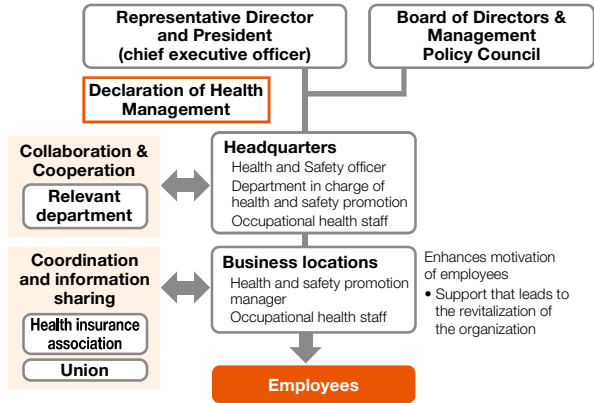 Representative Director
and President
(chief executive officer)
Board of Directors &
Management
Policy Council
Declaration of Health
Management
Collaboration &
Cooperation
Relevant
department
Headquarters
Health and Safety officer
Department in charge of
health and safety promotion
Occupational health staff
Coordination
and information
sharing
Health insurance
association
Union
Business locations
Health and safety promotion
manager
Occupational health staff
Enhances motivation
of employees
• Support that leads to
the revitalization of
the organization
Employees